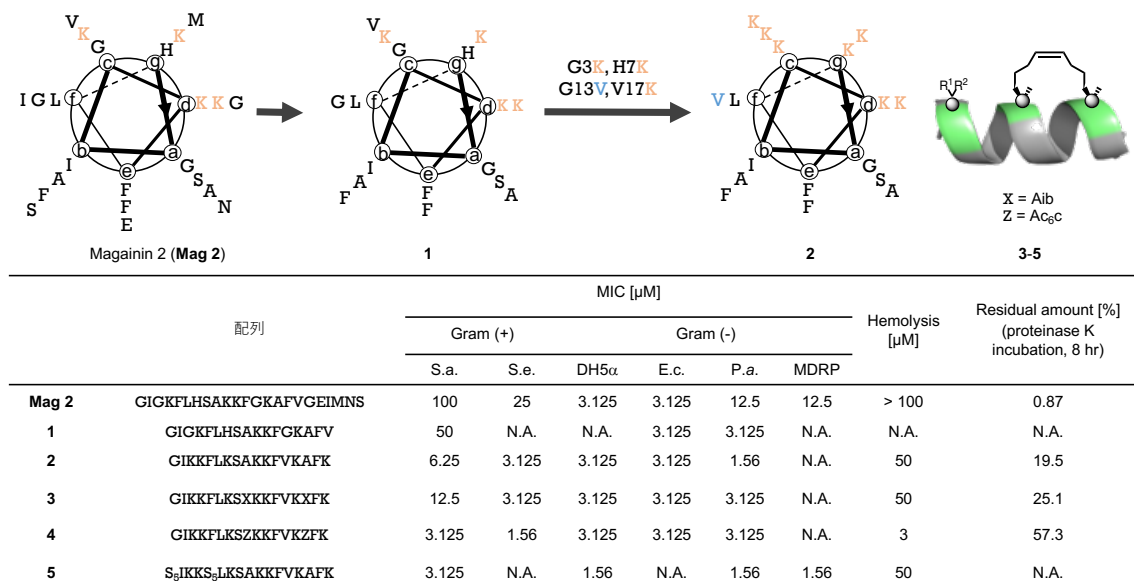 V
K
G
M
K
H
c
g
I G L f
d K K G
b
a
I
A
F
S
e
F
F
E
G
S
A
N
Magainin 2 (Mag 2)
V
K
G
K
H
c
g
G L f
d K K
b
a
I
A
F
e
F
F
G
S
A
1
G3K, H7K
G13V, V17K
K
K
K
K
K
c
g
V L f
d K K
b
a
I
A
F
e
F
F
G
S
A
2
R¹ R²
X = Aib
Z = Ac₆c
3-5
配列
MIC [µM]
Hemolysis
[µM]
Residual amount [%]
(proteinase K
incubation, 8 hr)
Gram (+) Gram (-)
S.a. S.e. DH5α E.c. P.a. MDRP
Mag 2 GIGKFLHSAKKFGKAFVGEIMNS 100 25 3.125 3.125 12.5 12.5 > 100 0.87
1 GIGKFLHSAKKFGKAFV 50 N.A. N.A. 3.125 3.125 N.A. N.A. N.A.
2 GIKKFLKSAKKFVKAFK 6.25 3.125 3.125 3.125 1.56 N.A. 50 19.5
3 GIKKFLKSXKKFVKXFK 12.5 3.125 3.125 3.125 3.125 N.A. 50 25.1
4 GIKKFLKSZKKFVKZFK 3.125 1.56 3.125 3.125 3.125 N.A. 3 57.3
5 S₅IKKS₅LKSAKKFVKAFK 3.125 N.A. 1.56 N.A. 1.56 1.56 50 N.A.